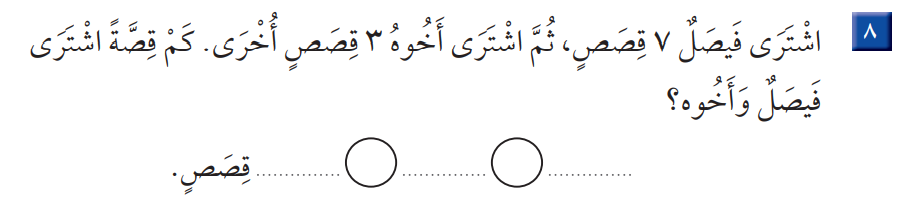 ٨ اشْتَرَى فَيصَلٌ ٧ قِصَصٍ، ثُمَّ اشْتَرَى أَخُوهُ ٣ قِصَصٍ أُخْرَى. كَمْ قِصَّةً اشْتَرَى
فَيصَلٌ وَأَخُوه؟
............... ............... ............... قِصَصٍ.